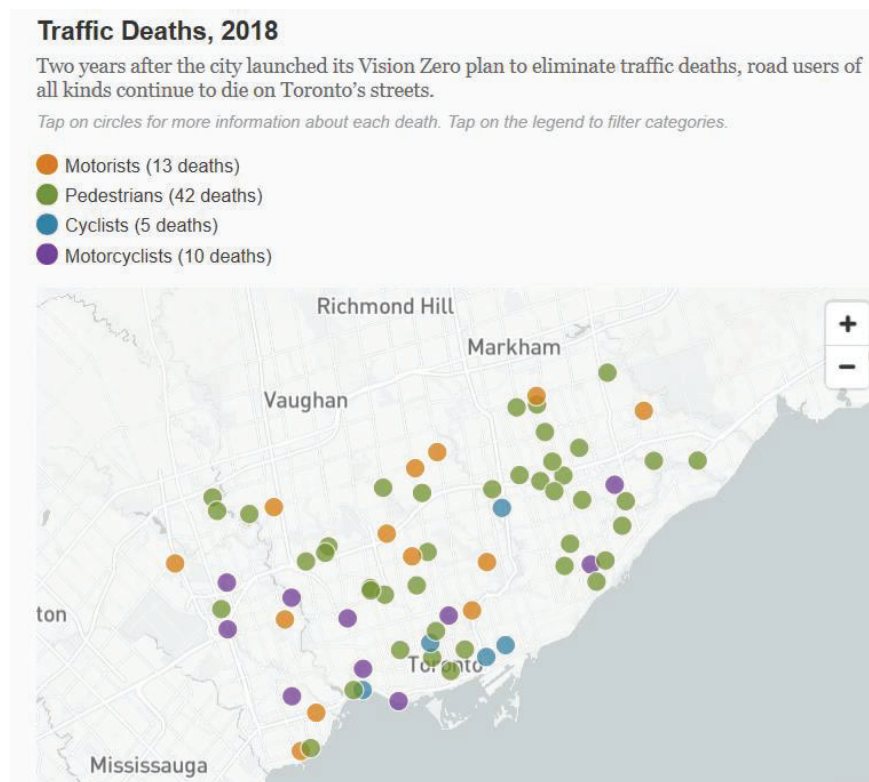 Traffic Deaths, 2018
Two years after the city launched its Vision Zero plan to eliminate traffic deaths, road users of
all kinds continue to die on Toronto’s streets.
Tap on circles for more information about each death. Tap on the legend to filter categories.
Motorists (13 deaths)
Pedestrians (42 deaths)
Cyclists (5 deaths)
Motorcyclists (10 deaths)
Richmond Hill
+
Markham
−
Vaughan
ton
Toronto
Mississauga